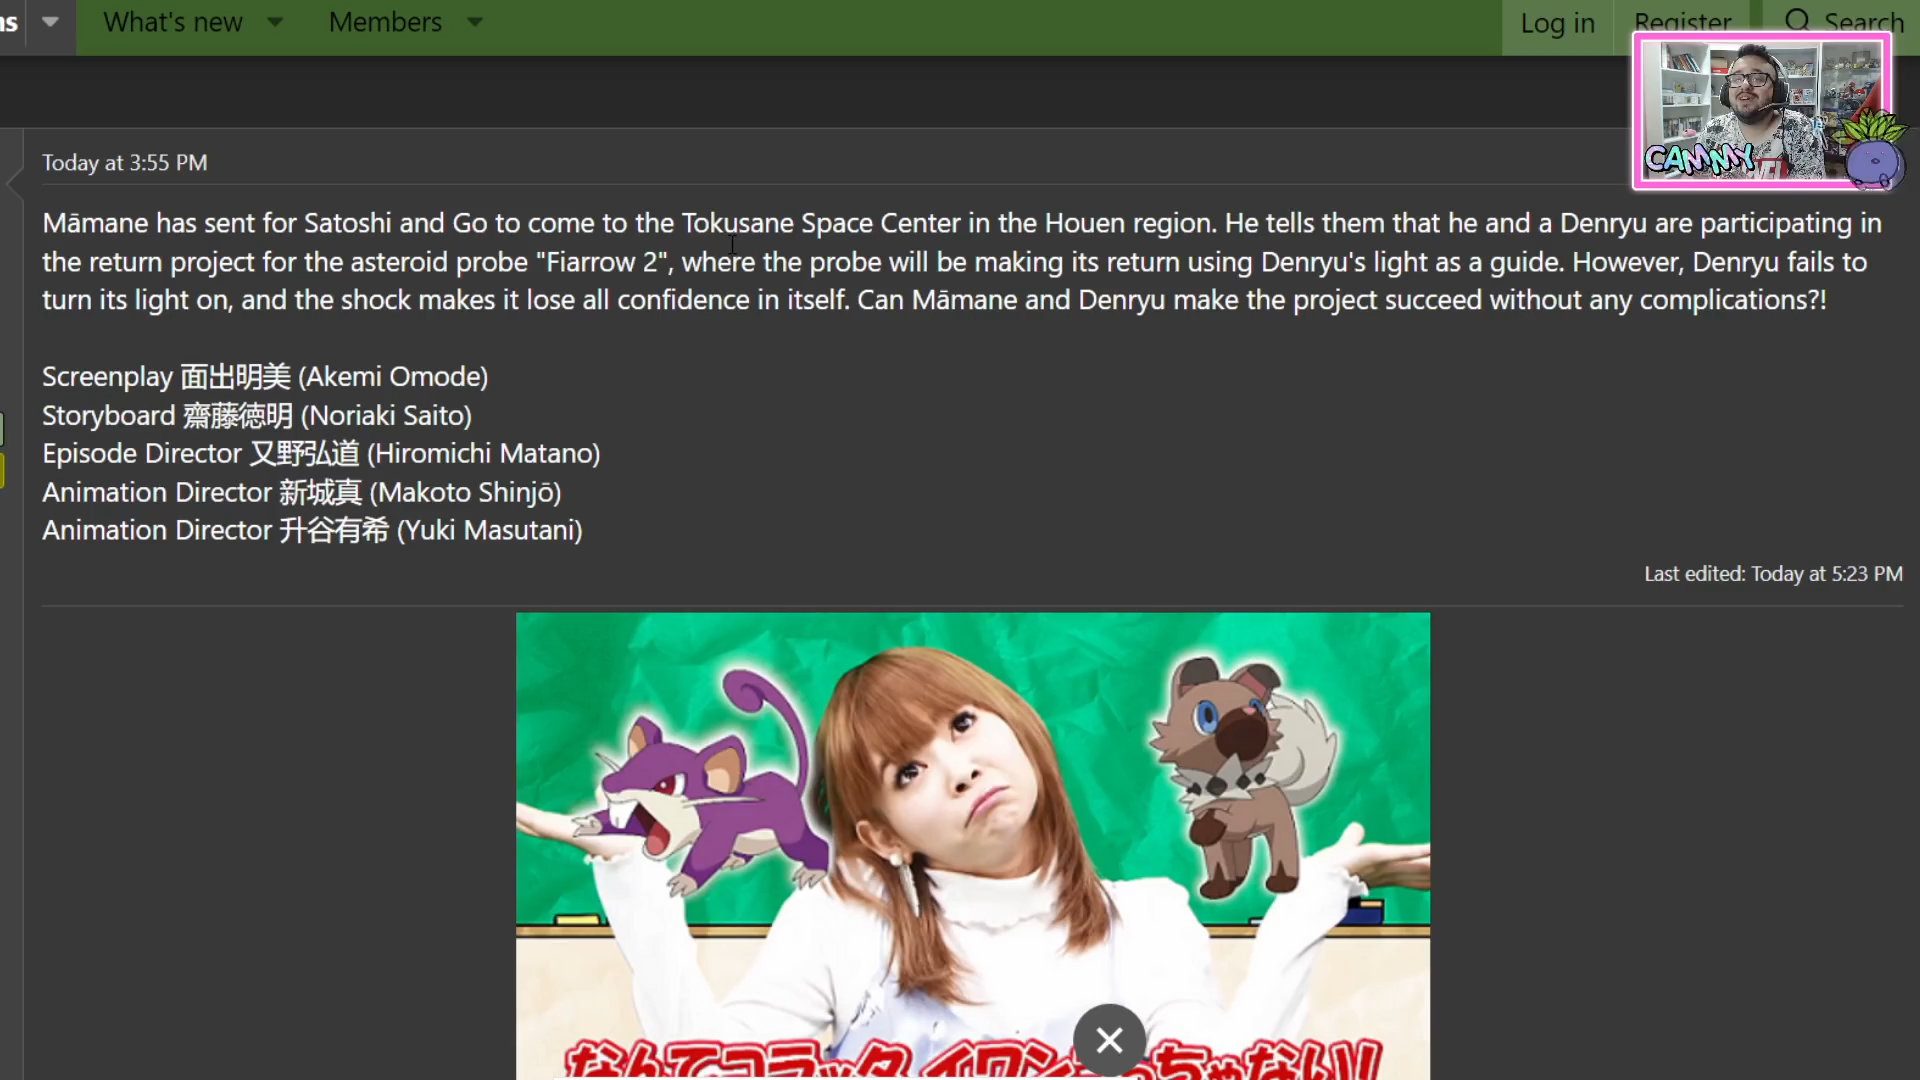 What's new
Members
Log in
Register
Search
CAMMY
Today at 3:55 PM
Māmane has sent for Satoshi and Go to come to the Tokusane Space Center in the Houen region. He tells them that he and a Denryu are participating in
the return project for the asteroid probe "Fiarrow 2", where the probe will be making its return using Denryu's light as a guide. However, Denryu fails to
turn its light on, and the shock makes it lose all confidence in itself. Can Māmane and Denryu make the project succeed without any complications?!
Screenplay 面出明美 (Akemi Omode)
Storyboard 齋藤徳明 (Noriaki Saito)
Episode Director 又野弘道 (Hiromichi Matano)
Animation Director 新城真 (Makoto Shinjō)
Animation Director 升谷有希 (Yuki Masutani)
Last edited: Today at 5:23 PM
なんでコラッタ